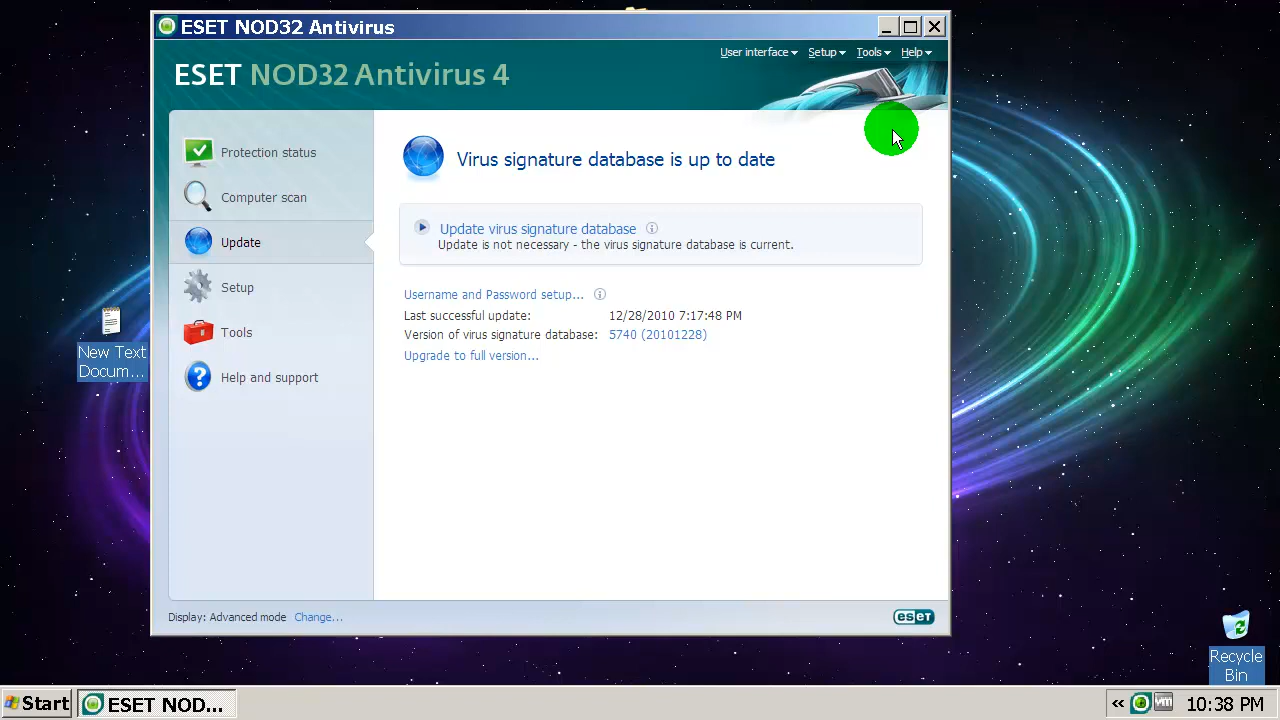 ESET NOD32 Antivirus
User interface Setup Tools Help
ESET NOD32 Antivirus 4
Protection status
Computer scan
Update
Setup
Tools
Help and support
Virus signature database is up to date
Update virus signature database
Update is not necessary - the virus signature database is current.
Username and Password setup...
Last successful update: 12/28/2010 7:17:48 PM
Version of virus signature database: 5740 (20101228)
Upgrade to full version...
Display: Advanced mode Change...
eseT
New Text
Docum...
Recycle
Bin
Start
ESET NOD...
vm
10:38 PM